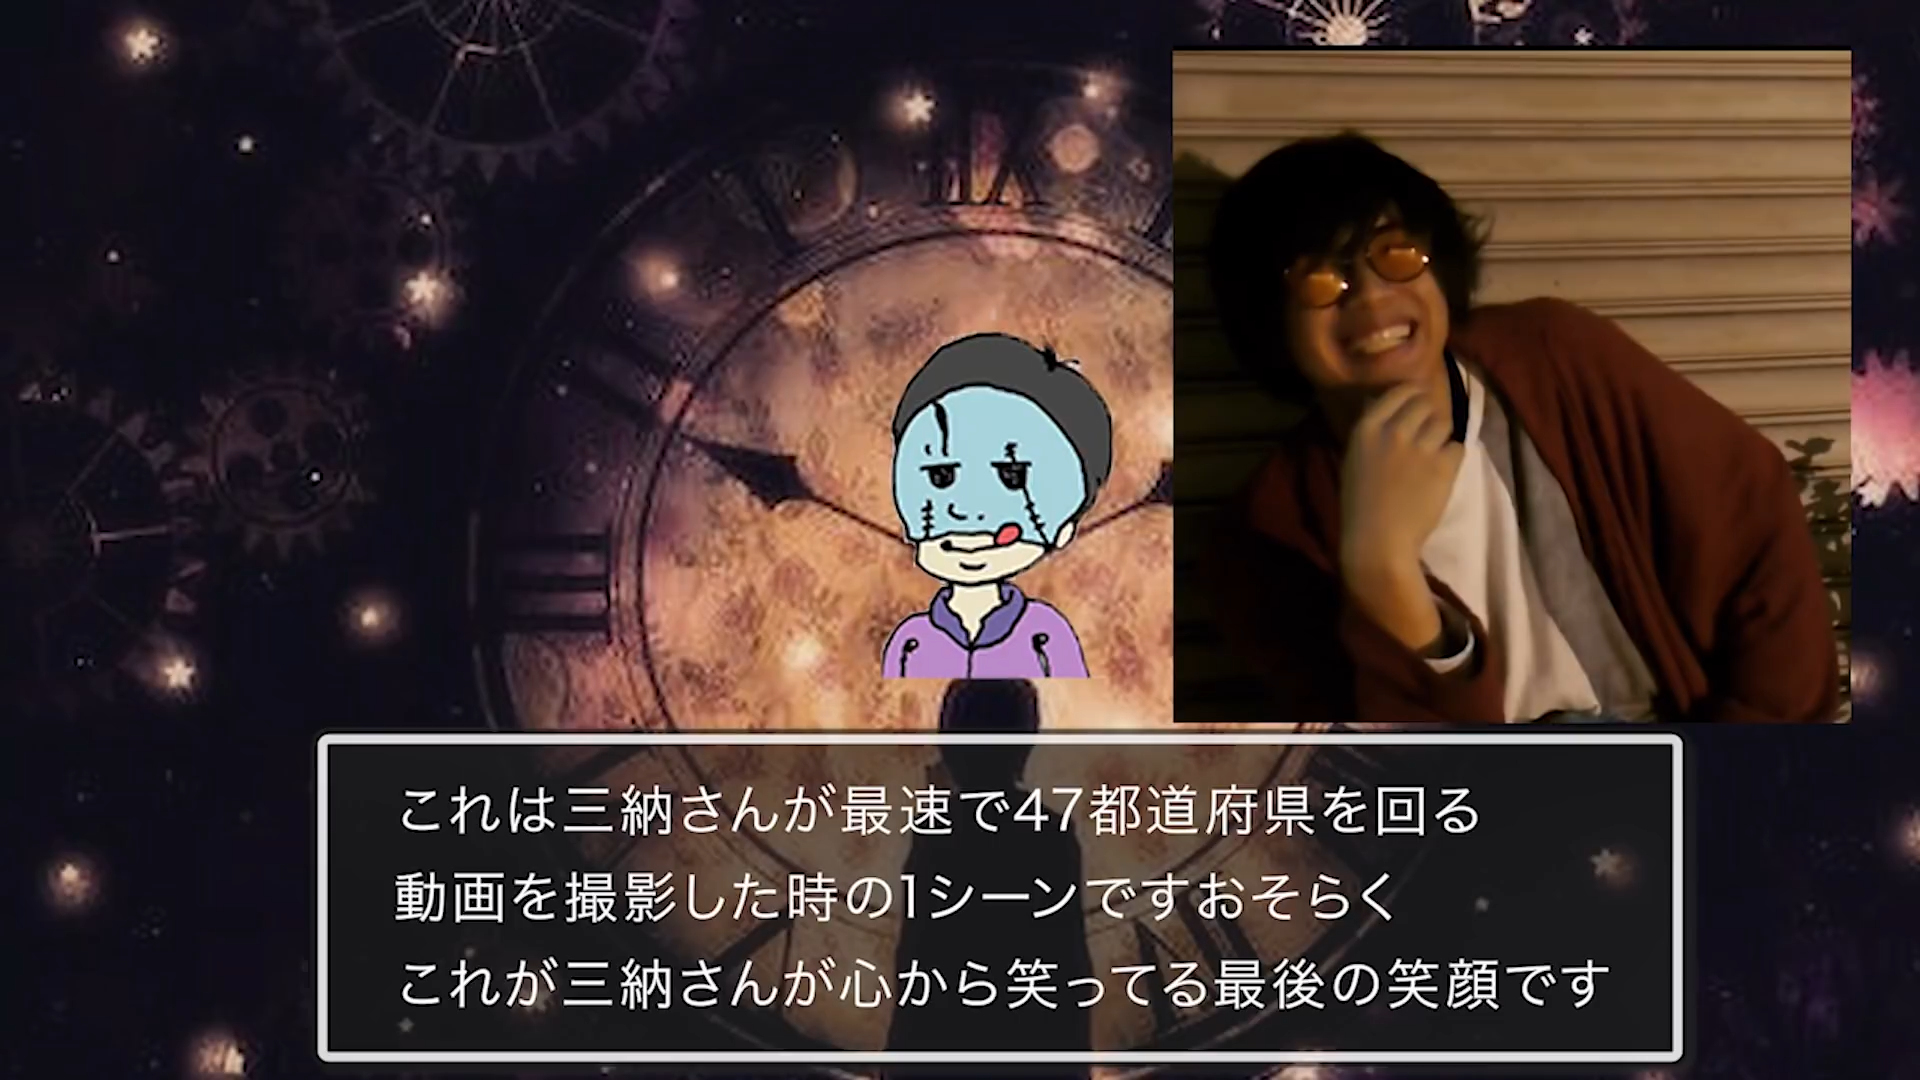 これは三納さんが最速で47都道府県を回る
動画を撮影した時の1シーンですおそらく
これが三納さんが心から笑ってる最後の笑顔です